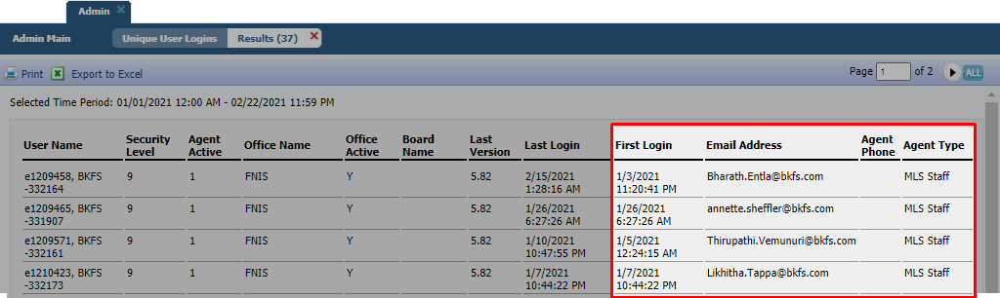 Admin X
Admin Main Unique User Logins Results (37) X
Print Export to Excel Page 1 of 2 ALL
Selected Time Period: 01/01/2021 12:00 AM - 02/22/2021 11:59 PM
User Name Security Level Agent Active Office Name Office Active Board Name Last Version Last Login First Login Email Address Agent Phone Agent Type
e1209458, BKFS 9 1 FNIS Y 5.82 2/15/2021 1/3/2021 Bharath.Entla@bkfs.com MLS Staff
-332164 1:28:16 AM 11:20:41 PM
e1209465, BKFS 9 1 FNIS Y 5.82 1/26/2021 1/26/2021 annette.sheffler@bkfs.com MLS Staff
-331907 6:27:26 AM 6:27:26 AM
e1209571, BKFS 9 1 FNIS Y 5.82 1/10/2021 1/5/2021 Thirupathi.Vemunuri@bkfs.com MLS Staff
-332161 10:47:55 PM 12:24:15 AM
e1210423, BKFS 9 1 FNIS Y 5.82 1/7/2021 1/7/2021 Likhitha.Tappa@bkfs.com MLS Staff
-332173 10:44:22 PM 10:44:22 PM